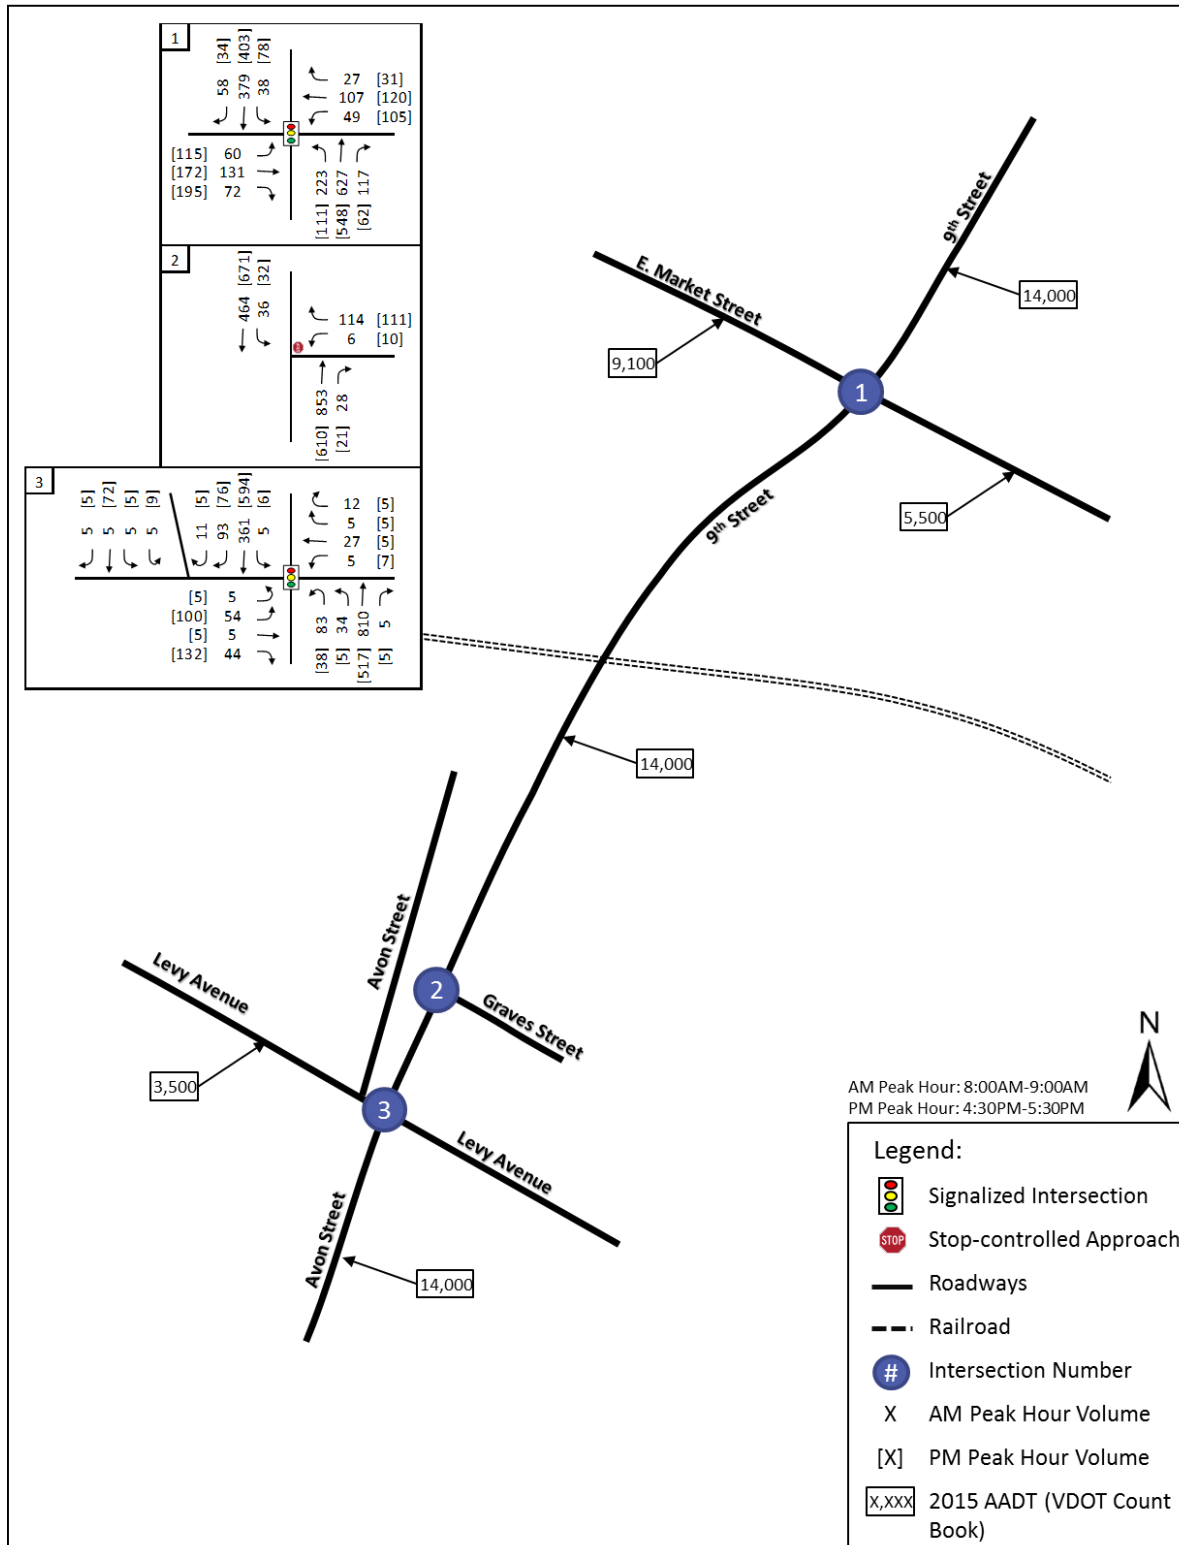 1
[34] [403] [78]
58 379 38
27 [31]
107 [120]
49 [105]
[115] 60
[172] 131
[195] 72
223 627 117
[111] [548] [62]
2
[671] [32]
464 36
114 [111]
6 [10]
853 28
[610] [21]
3
[5] [72] [5] [9] [5] [76] [594] [6]
5 5 5 5 11 93 361 5
12 [5]
5 [5]
27 [5]
5 [7]
[5] 5
[100] 54
[5] 5
[132] 44
83 34 810 5
[38] [5] [517] [5]
9th Street
E. Market Street
14,000
9,100
1
5,500
9th Street
14,000
Avon Street
Levy Avenue
2
Graves Street
3,500
3
Levy Avenue
Avon Street
14,000
N
AM Peak Hour: 8:00AM-9:00AM
PM Peak Hour: 4:30PM-5:30PM
Legend:
Signalized Intersection
STOP Stop-controlled Approach
Roadways
Railroad
# Intersection Number
X AM Peak Hour Volume
[X] PM Peak Hour Volume
X,XXX 2015 AADT (VDOT Count
Book)